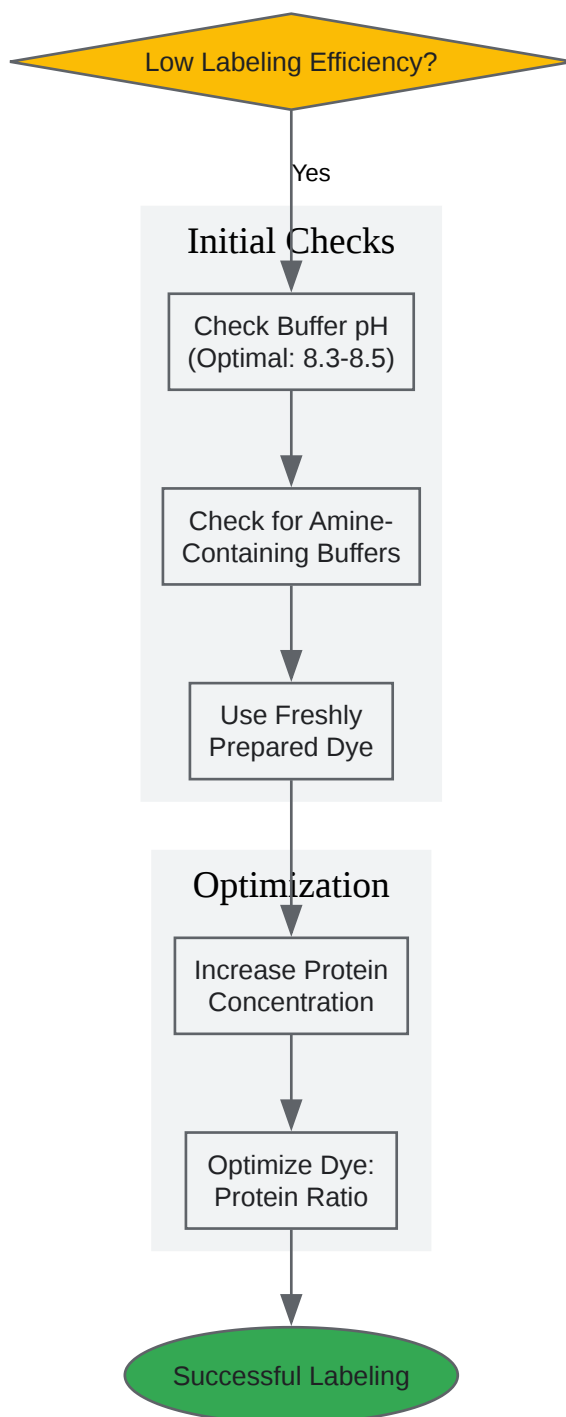 Low Labeling Efficiency?
Yes
Initial Checks
Check Buffer pH
(Optimal: 8.3-8.5)
Check for Amine-
Containing Buffers
Use Freshly
Prepared Dye
Optimization
Increase Protein
Concentration
Optimize Dye:
Protein Ratio
Successful Labeling